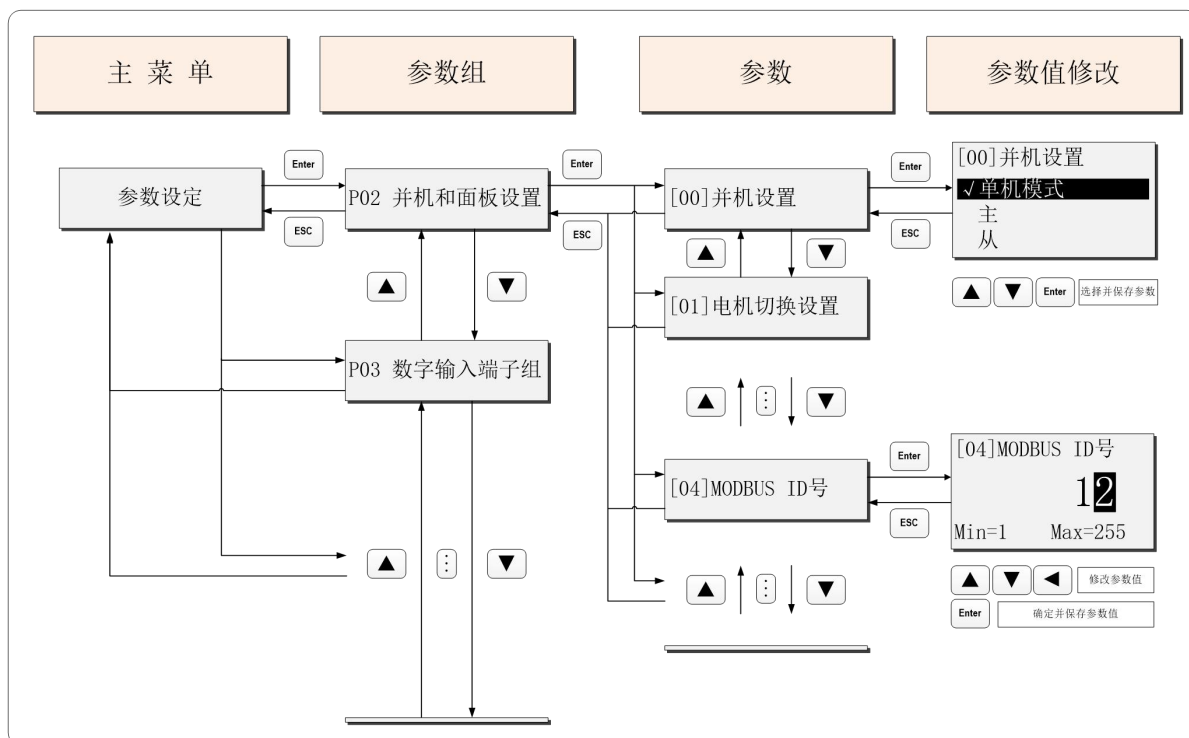 主 菜 单
参数组
参数
参数值修改
参数设定
Enter
ESC
P02 并机和面板设置
Enter
ESC
[00]并机设置
Enter
ESC
[00]并机设置
√单机模式
主
从
▲ ▼
▲ ▼
[01]电机切换设置
▲ ▼ Enter 选择并保存参数
P03 数字输入端子组
▲ ⋮ ▼
[04]MODBUS ID号
Enter
ESC
[04]MODBUS ID号
12
Min=1 Max=255
▲ ⋮ ▼
▲ ⋮ ▼
▲ ▼ ◀ 修改参数值
Enter 确定并保存参数值